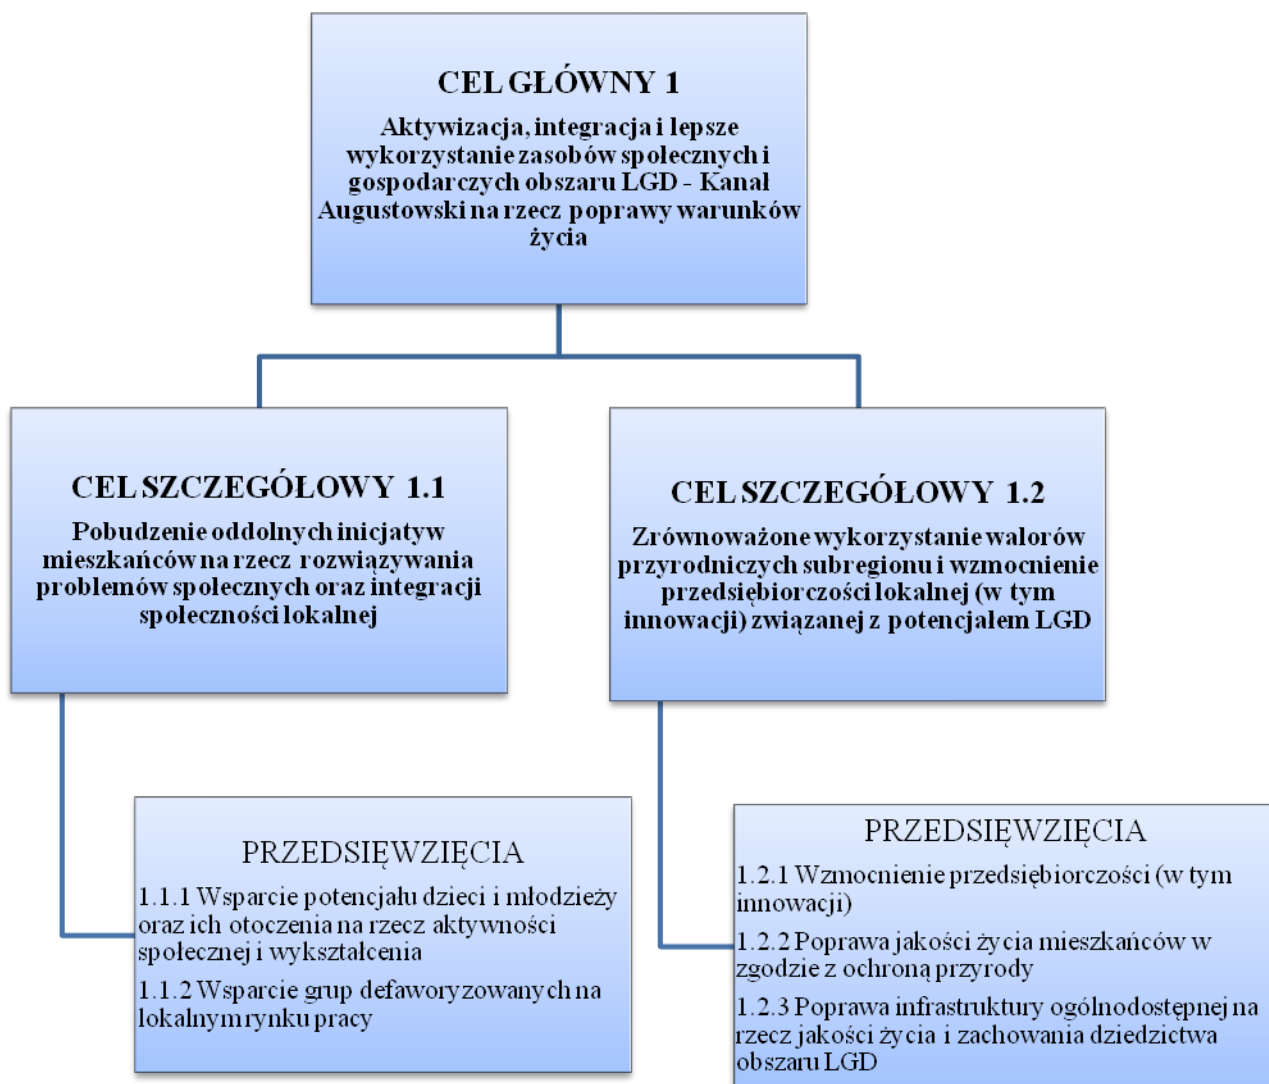 CEL GŁÓWNY 1
Aktywizacja, integracja i lepsze
wykorzystanie zasobów społecznych i
gospodarczych obszaru LGD - Kanał
Augustowski na rzecz poprawy warunków
życia
CEL SZCZEGÓŁOWY 1.1
Pobudzenie oddolnych inicjatyw
mieszkańców na rzecz rozwiązywania
problemów społecznych oraz integracji
społeczności lokalnej
CEL SZCZEGÓŁOWY 1.2
Zrównoważone wykorzystanie walorów
przyrodniczych subregionu i wzmocnienie
przedsiębiorczości lokalnej (w tym
innowacji) związanej z potencjałem LGD
PRZEDSIĘWZIĘCIA
1.1.1 Wsparcie potencjału dzieci i młodzieży
oraz ich otoczenia na rzecz aktywności
społecznej i wykształcenia
1.1.2 Wsparcie grup defaworyzowanych na
lokalnym rynku pracy
PRZEDSIĘWZIĘCIA
1.2.1 Wzmocnienie przedsiębiorczości (w tym
innowacji)
1.2.2 Poprawa jakości życia mieszkańców w
zgodzie z ochroną przyrody
1.2.3 Poprawa infrastruktury ogólnodostępnej na
rzecz jakości życia i zachowania dziedzictwa
obszaru LGD